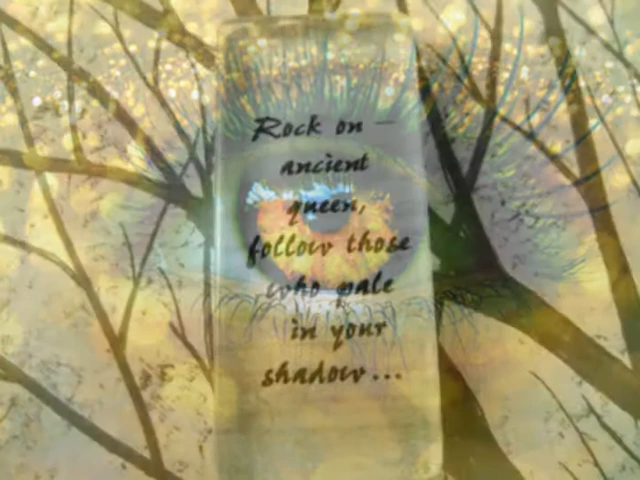 Rock on –
ancient
queen,
follow those
who pale
in your
shadow...